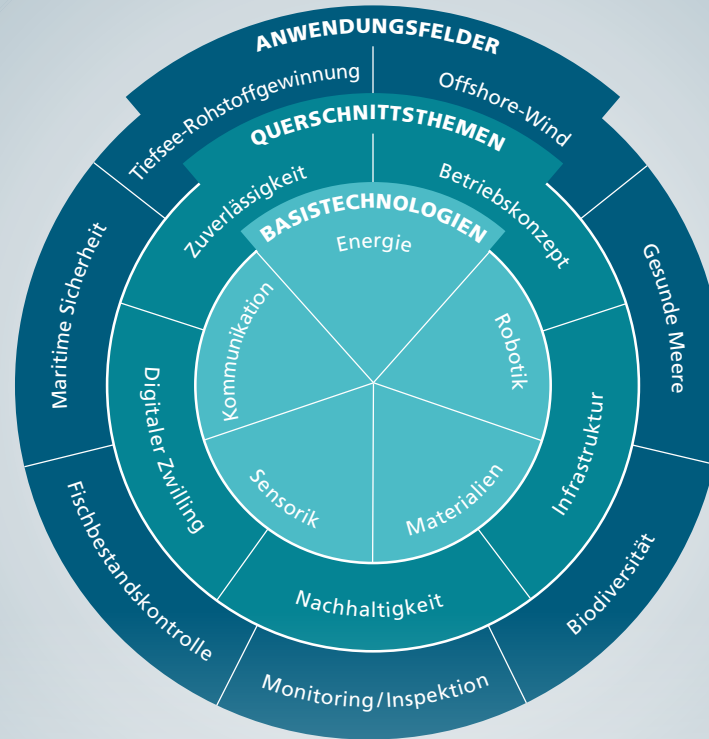 ANWENDUNGSFELDER
Tiefsee-Rohstoffgewinnung
Offshore-Wind
Gesunde Meere
Biodiversität
Monitoring/Inspektion
Fischbestandskontrolle
Maritime Sicherheit
QUERSCHNITTSTHEMEN
Zuverlässigkeit
Betriebskonzept
Infrastruktur
Nachhaltigkeit
Digitaler Zwilling
BASISTECHNOLOGIEN
Energie
Robotik
Materialien
Sensorik
Kommunikation